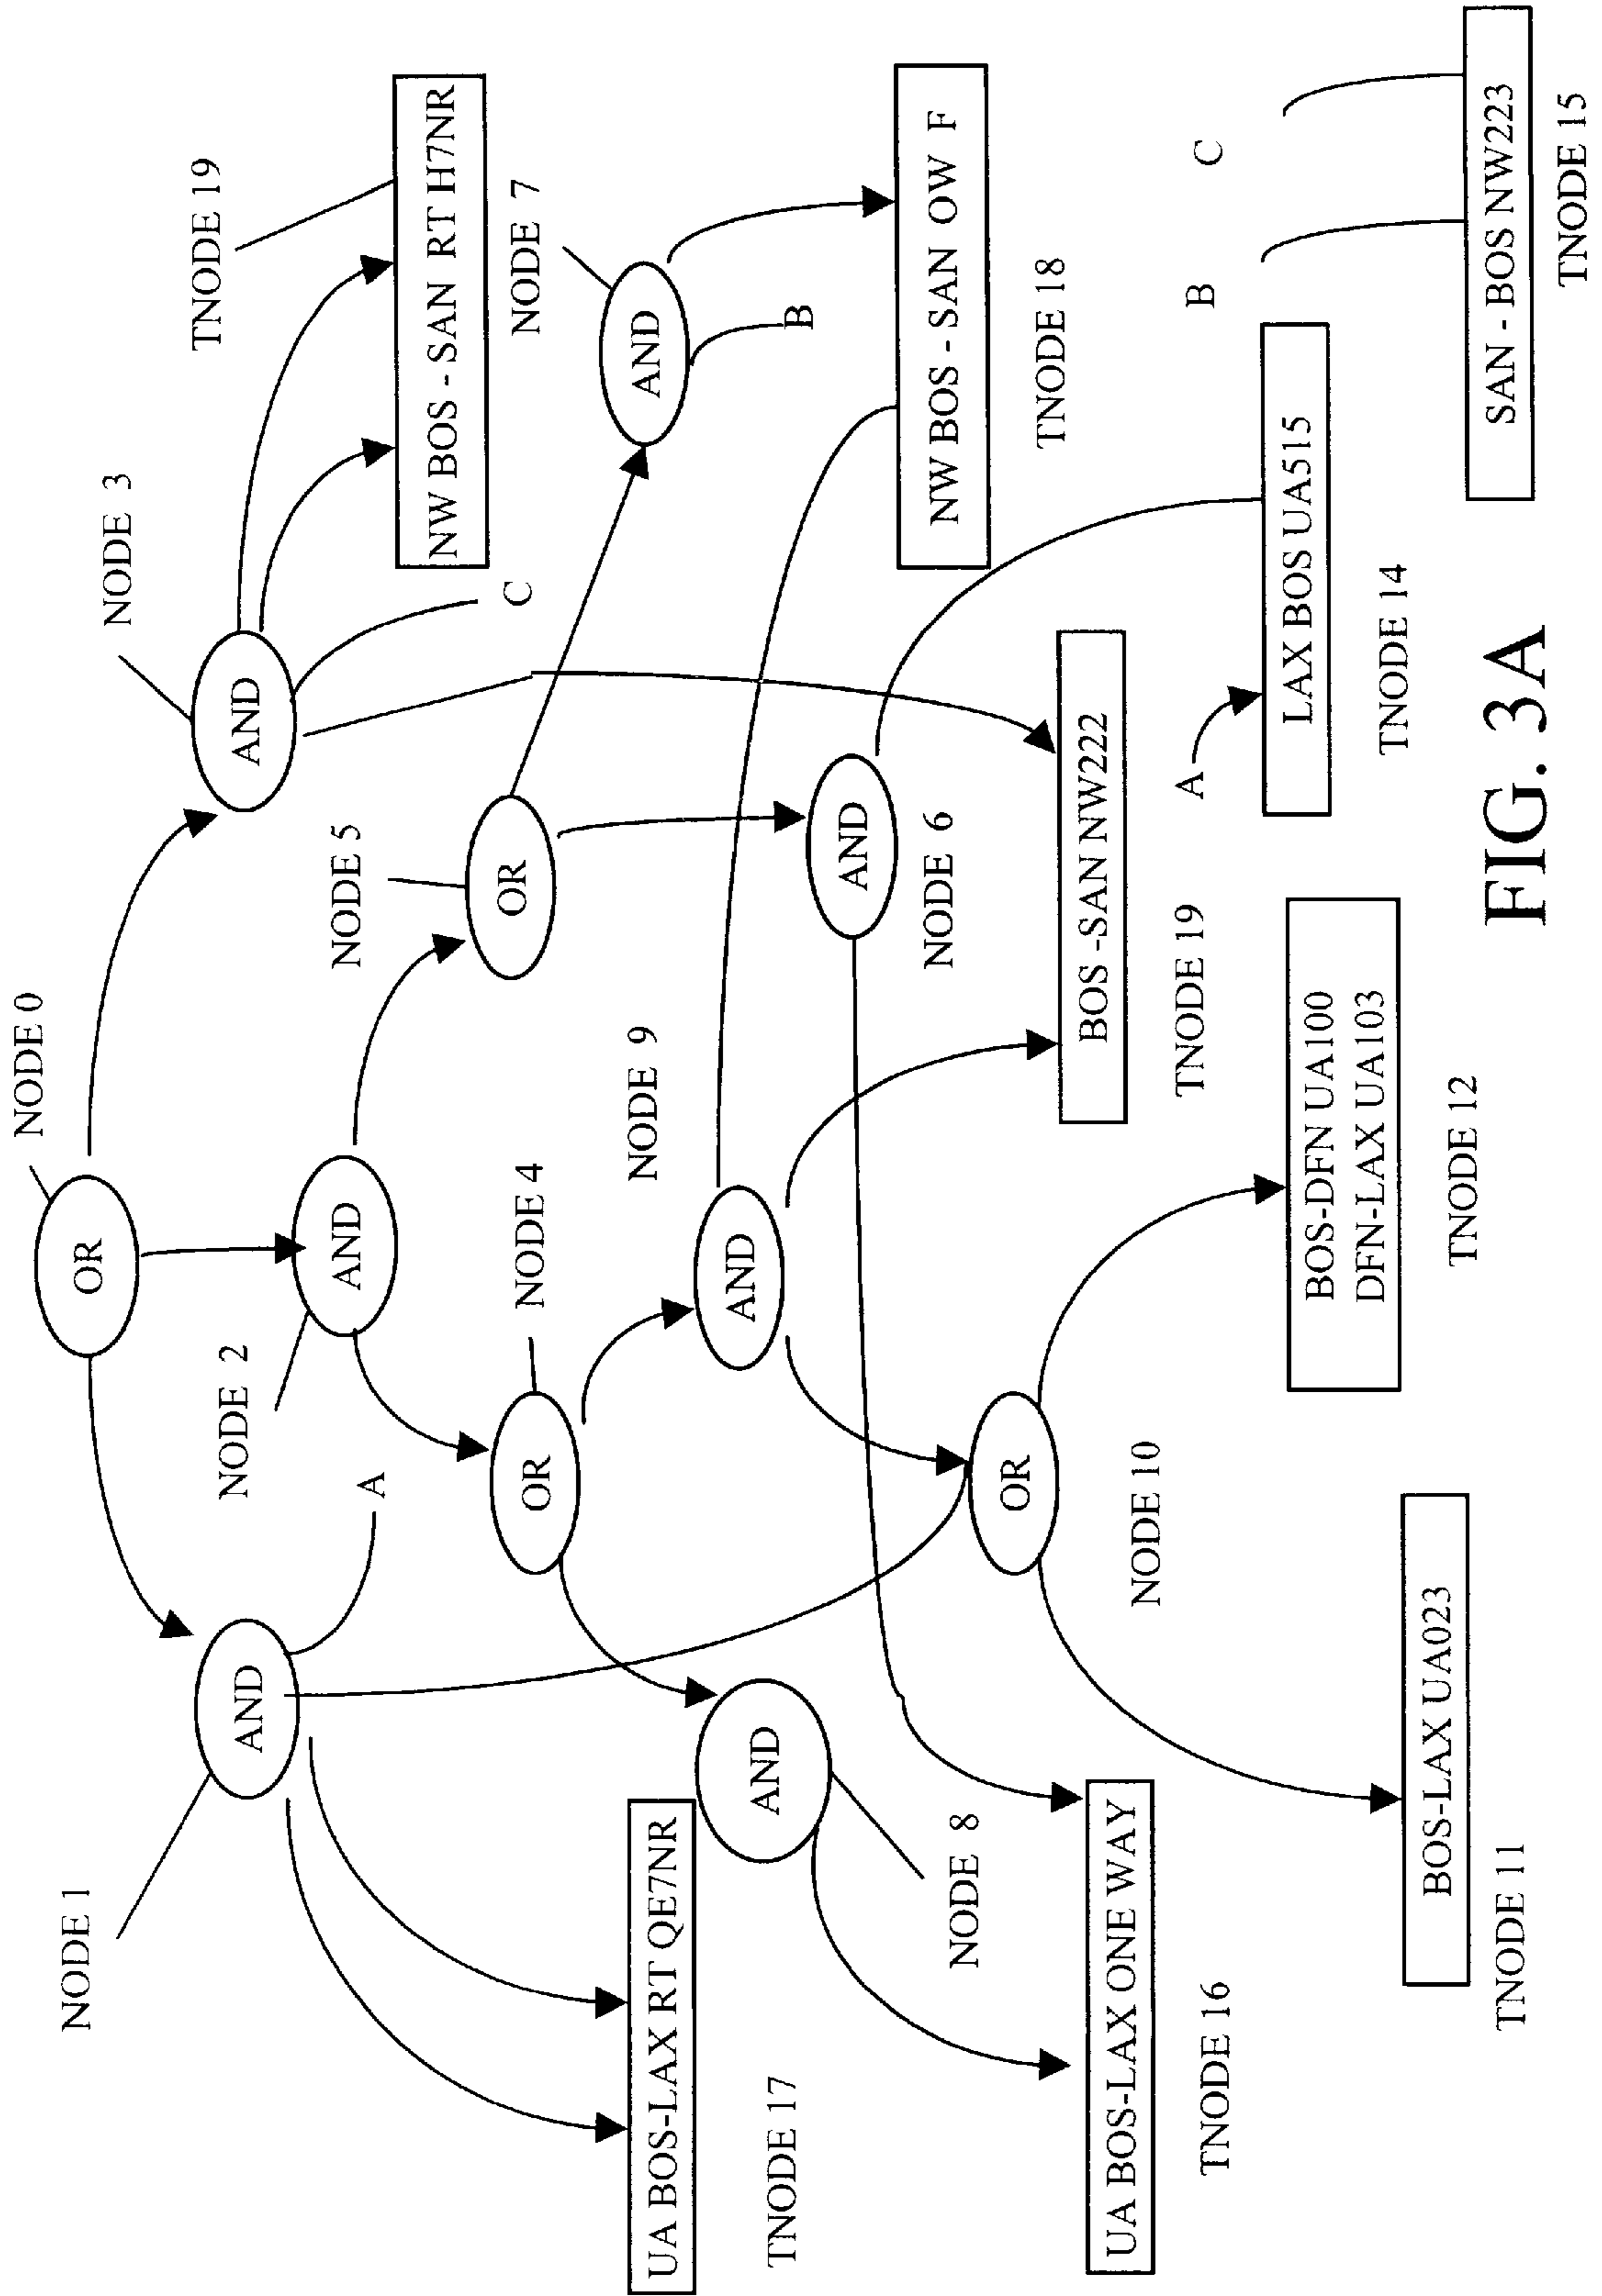 NODE 0
OR
NODE 1
AND
A
NODE 2
AND
NODE 3
AND
C
TNODE 19
NW BOS - SAN RT H7NR
NODE 4
OR
NODE 5
OR
NODE 7
AND
B
UA BOS-LAX RT QE7NR
TNODE 17
AND
NODE 8
NODE 9
AND
AND
NODE 6
NW BOS - SAN OW F
TNODE 18
UA BOS-LAX ONE WAY
TNODE 16
OR
NODE 10
BOS -SAN NW222
TNODE 19
A
LAX BOS UA515
TNODE 14
B
C
BOS-LAX UA023
TNODE 11
BOS-DFN UA100
DFN-LAX UA103
TNODE 12
SAN - BOS NW223
TNODE 15
FIG. 3A